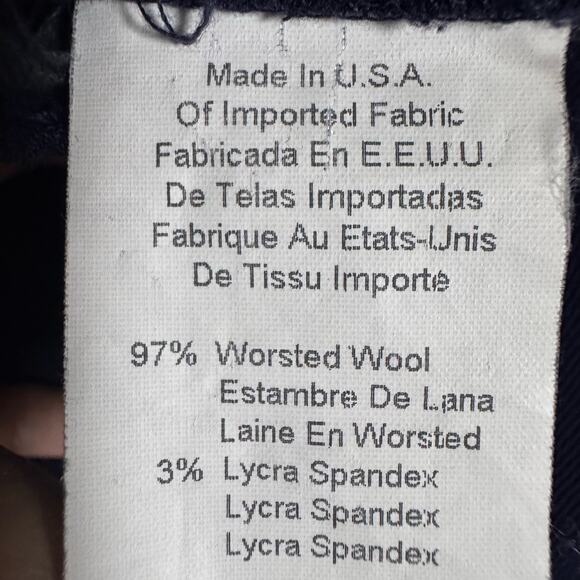 Made In U.S.A.
Of Imported Fabric
Fabricada En E.E.U.U.
De Telas Importadas
Fabrique Au Etats-Unis
De Tissu Importe
97% Worsted Wool
Estambre De Lana
Laine En Worsted
3% Lycra Spandex
Lycra Spandex
Lycra Spandex